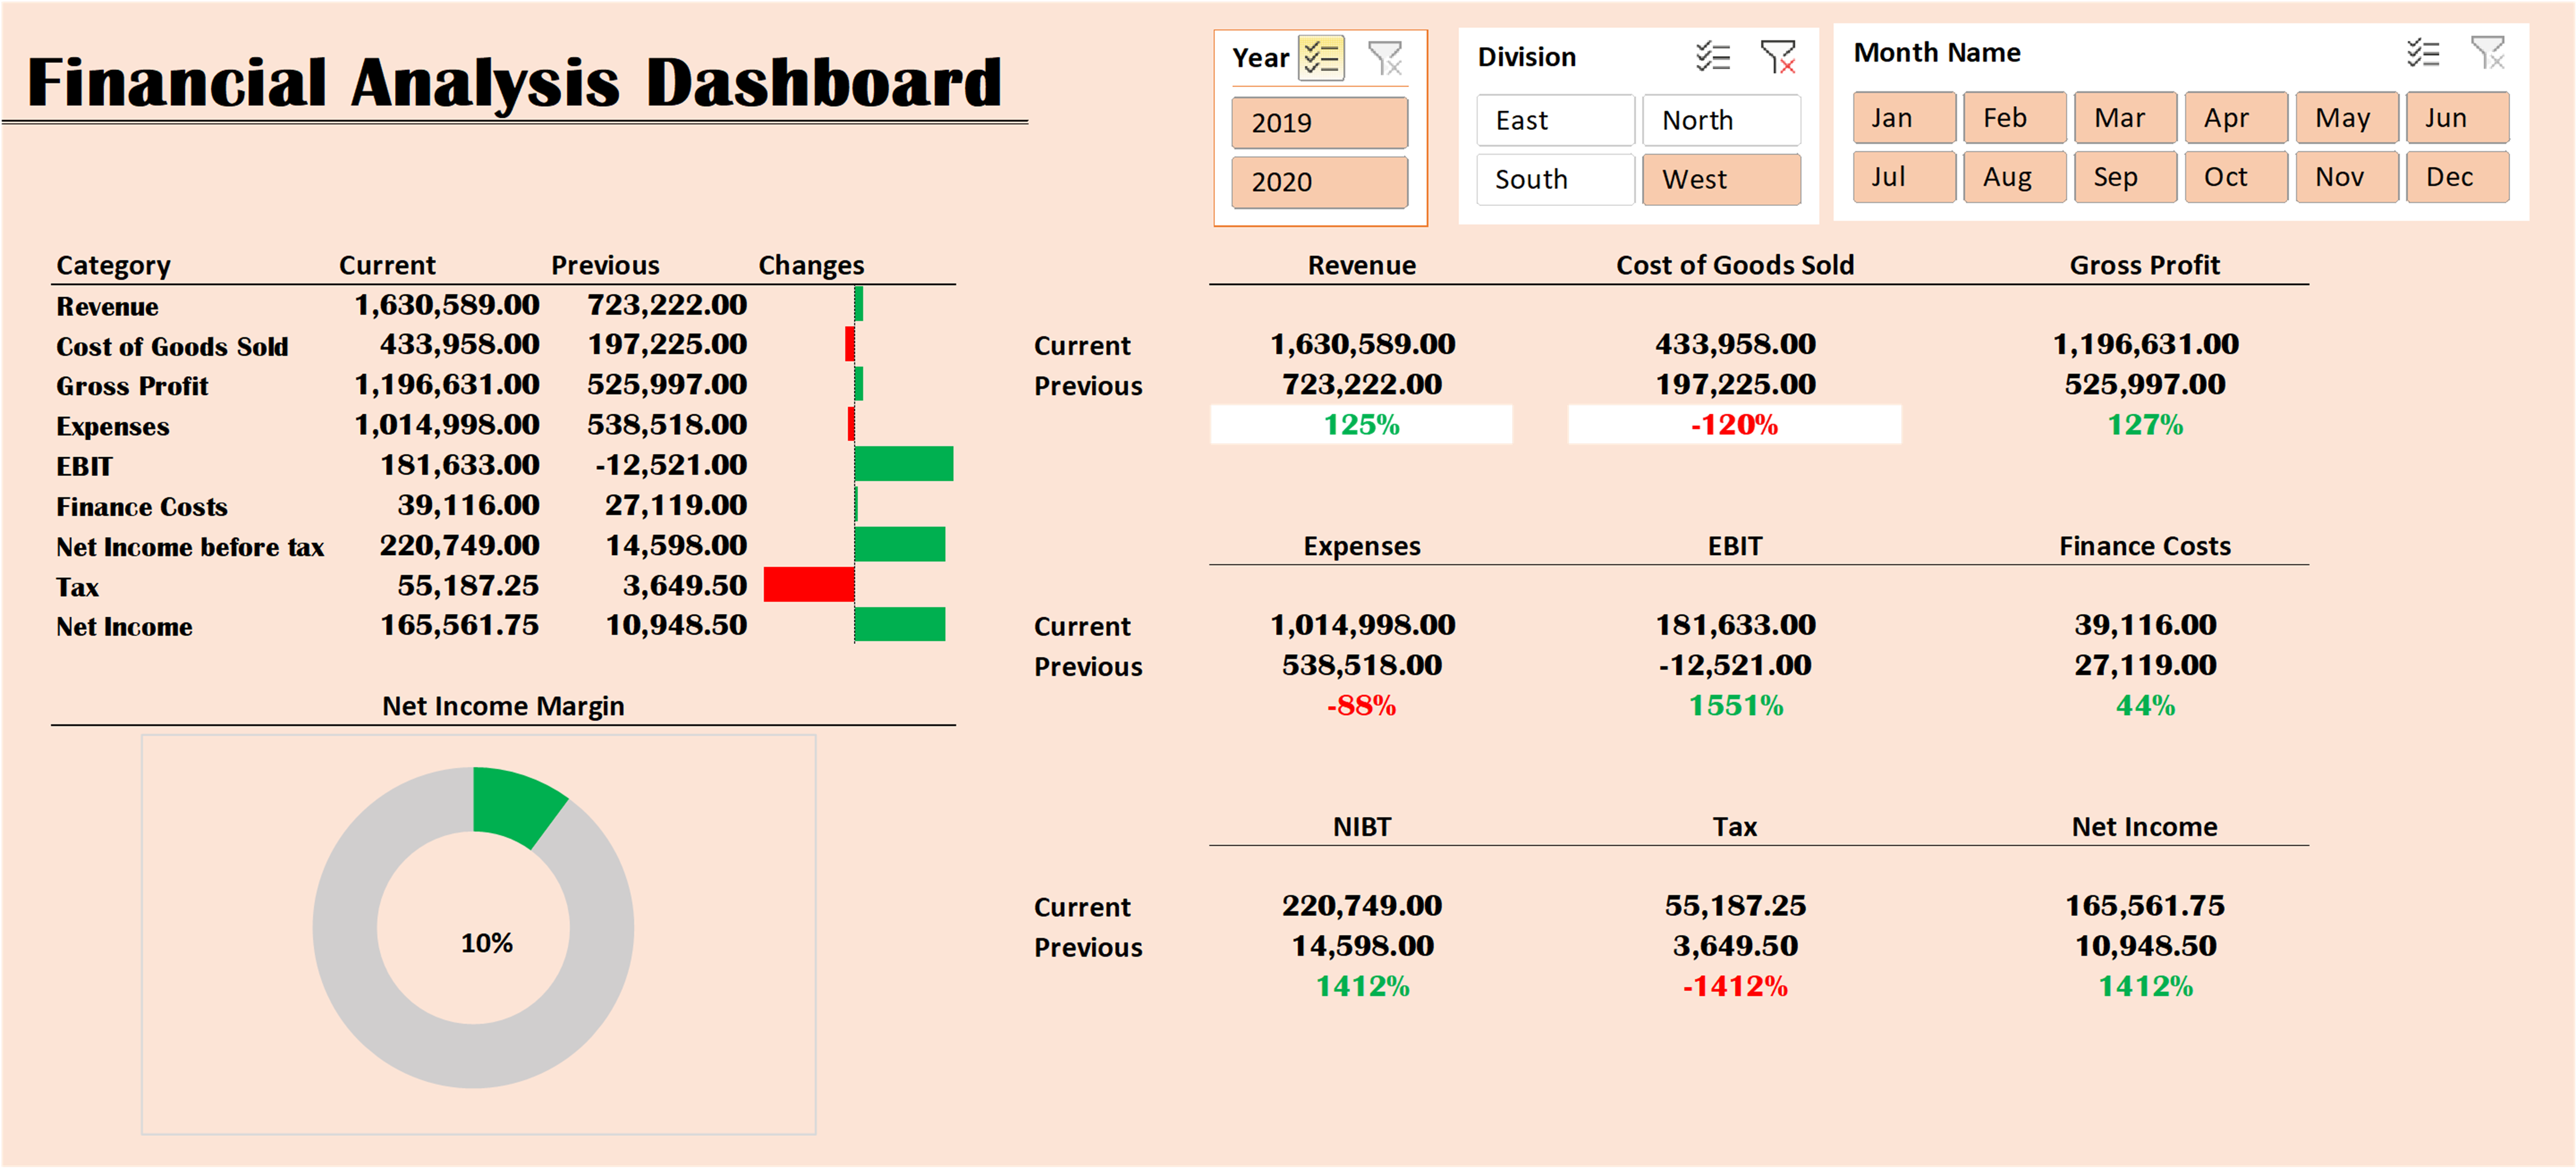 Financial Analysis Dashboard
Year
2019
2020
Division
East North
South West
Month Name
Jan Feb Mar Apr May Jun
Jul Aug Sep Oct Nov Dec
Category Current Previous Changes
Revenue 1,630,589.00 723,222.00
Cost of Goods Sold 433,958.00 197,225.00
Gross Profit 1,196,631.00 525,997.00
Expenses 1,014,998.00 538,518.00
EBIT 181,633.00 -12,521.00
Finance Costs 39,116.00 27,119.00
Net Income before tax 220,749.00 14,598.00
Tax 55,187.25 3,649.50
Net Income 165,561.75 10,948.50
Net Income Margin
10%
Revenue Cost of Goods Sold Gross Profit
Current 1,630,589.00 433,958.00 1,196,631.00
Previous 723,222.00 197,225.00 525,997.00
125% -120% 127%
Expenses EBIT Finance Costs
Current 1,014,998.00 181,633.00 39,116.00
Previous 538,518.00 -12,521.00 27,119.00
-88% 1551% 44%
NIBT Tax Net Income
Current 220,749.00 55,187.25 165,561.75
Previous 14,598.00 3,649.50 10,948.50
1412% -1412% 1412%